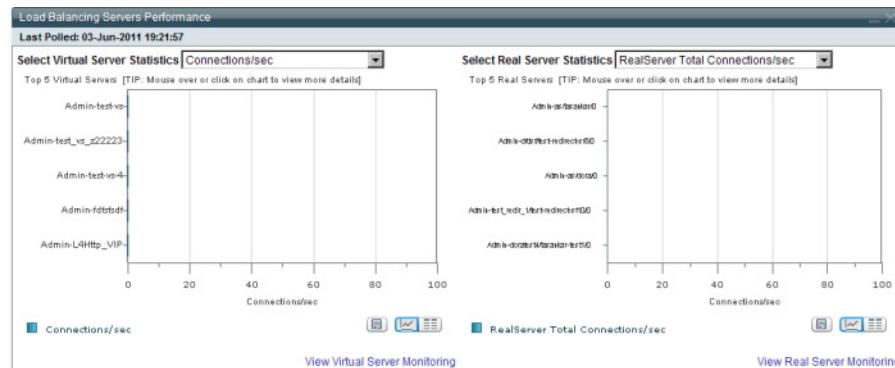 Load Balancing Servers Performance
Last Polled: 03-Jun-2011 19:21:57
Select Virtual Server Statistics Connections/sec
Top 5 Virtual Servers [TIP: Mouse over or click on chart to view more details]
Admin-test-vs
Admin-test_vs_z22223
Admin-test-vs-4
Admin-fdfsfsdf
Admin-L4Http_VIP
0 20 40 60 80 100
Connections/sec
Connections/sec
View Virtual Server Monitoring
Select Real Server Statistics RealServer Total Connections/sec
Top 5 Real Servers [TIP: Mouse over or click on chart to view more details]
0 20 40 60 80 100
Connections/sec
RealServer Total Connections/sec
View Real Server Monitoring